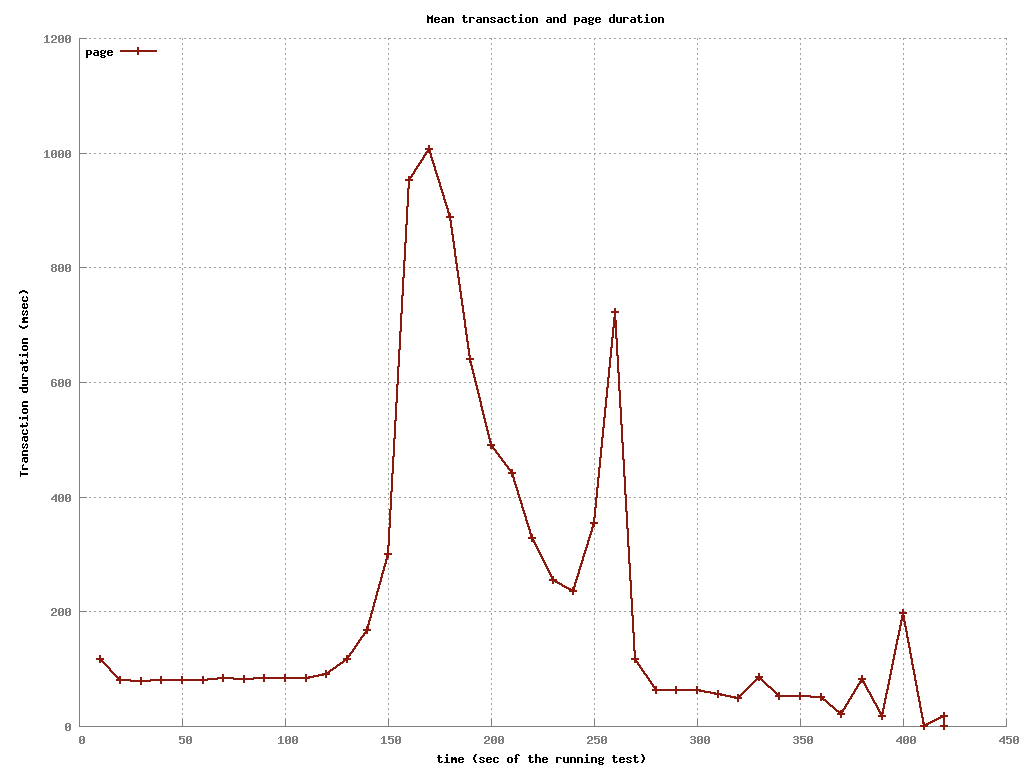 Mean transaction and page duration
page
1200
1000
800
600
400
200
0
Transaction duration (msec)
0 50 100 150 200 250 300 350 400 450
time (sec of the running test)